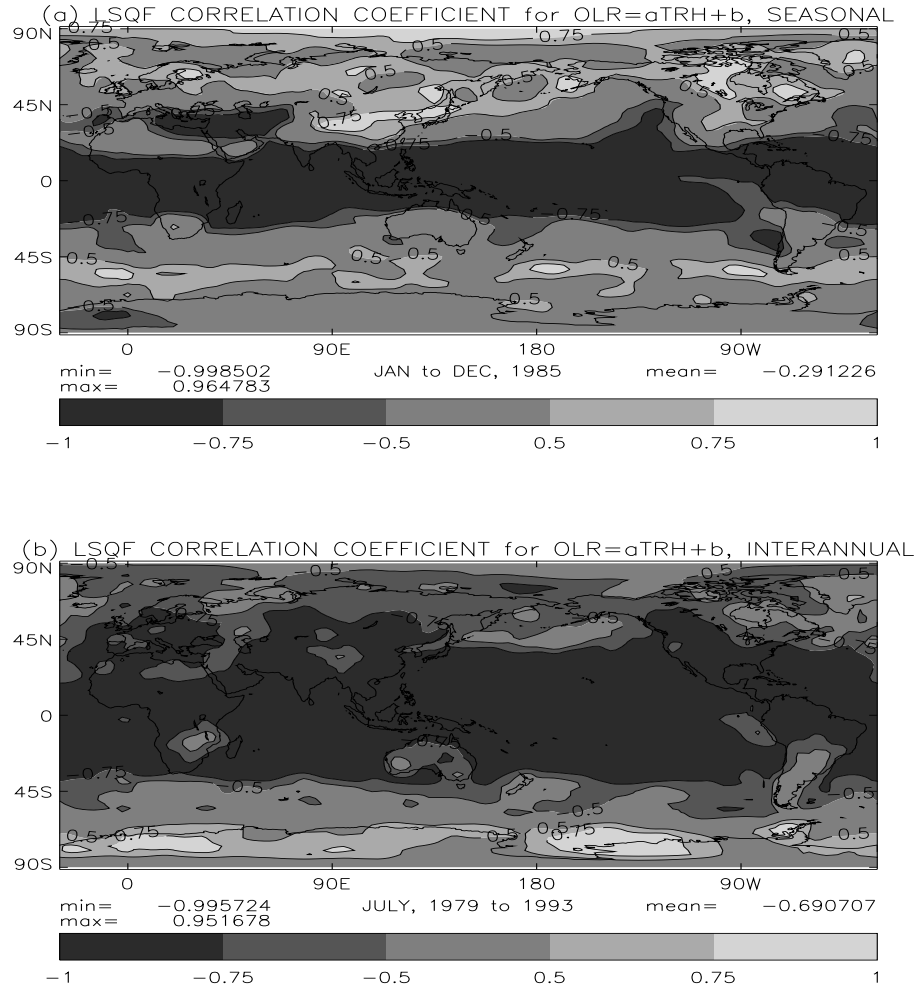 (a) LSQF CORRELATION COEFFICIENT for OLR=aTRH+b, SEASONAL
90N
45N
0
45S
90S
0 90E 180 90W
min= −0.998502 JAN to DEC, 1985 mean= −0.291226
max= 0.964783
−1 −0.75 −0.5 0.5 0.75 1
(b) LSQF CORRELATION COEFFICIENT for OLR=aTRH+b, INTERANNUAL
90N
45N
0
45S
90S
0 90E 180 90W
min= −0.995724 JULY, 1979 to 1993 mean= −0.690707
max= 0.951678
−1 −0.75 −0.5 0.5 0.75 1